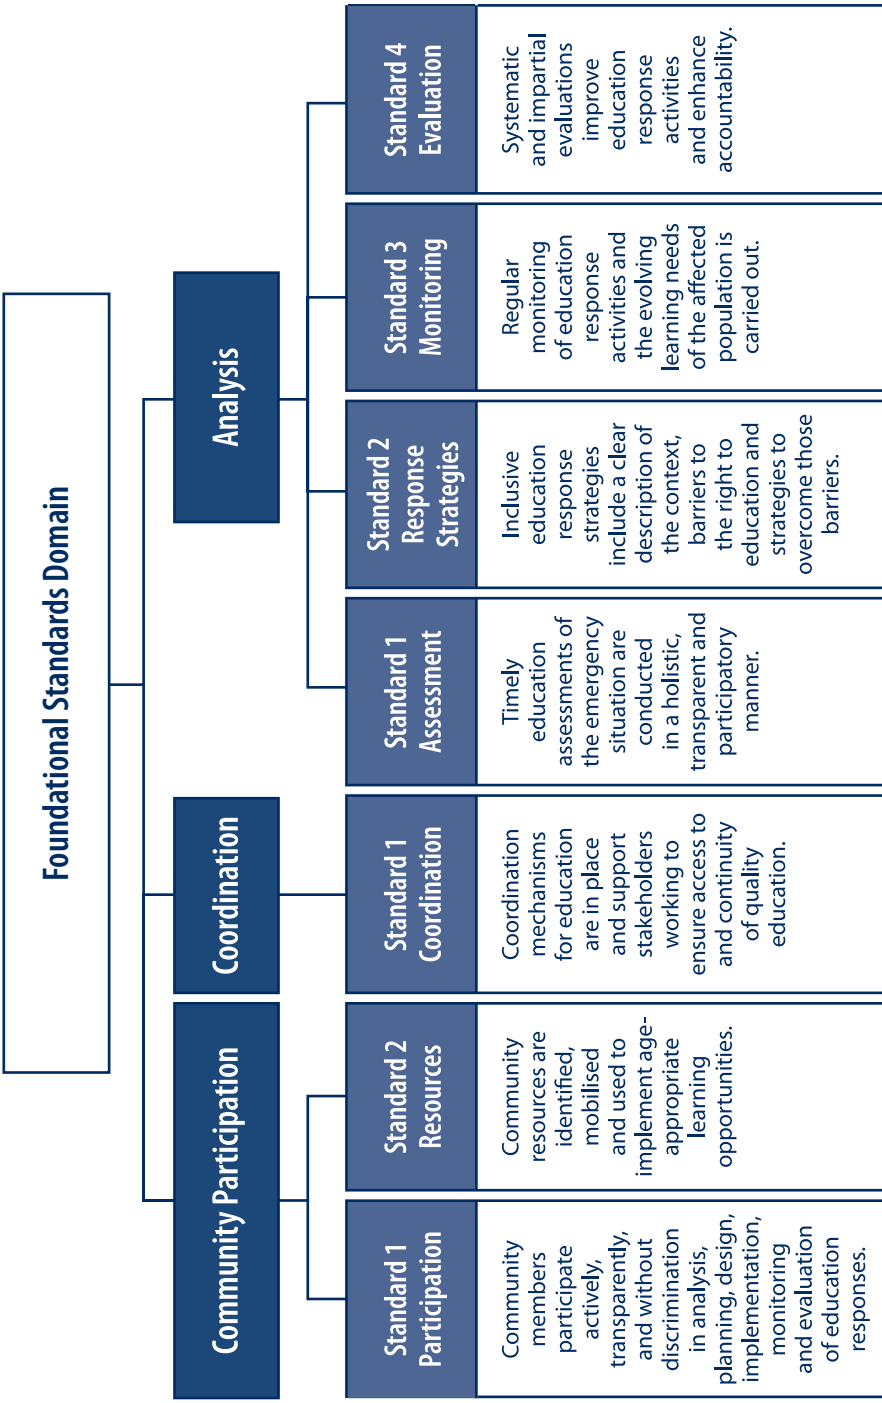 Foundational Standards Domain
Community Participation
Coordination
Analysis
Standard 1
Participation
Community
members
participate
actively,
transparently,
and without
discrimination
in analysis,
planning, design,
implementation,
monitoring
and evaluation
of education
responses.
Standard 2
Resources
Community
resources are
identified,
mobilised
and used to
implement age-
appropriate
learning
opportunities.
Standard 1
Coordination
Coordination
mechanisms
for education
are in place
and support
stakeholders
working to
ensure access to
and continuity
of quality
education.
Standard 1
Assessment
Timely
education
assessments of
the emergency
situation are
conducted
in a holistic,
transparent and
participatory
manner.
Standard 2
Response
Strategies
Inclusive
education
response
strategies
include a clear
description of
the context,
barriers to
the right to
education and
strategies to
overcome those
barriers.
Standard 3
Monitoring
Regular
monitoring
of education
response
activities and
the evolving
learning needs
of the affected
population is
carried out.
Standard 4
Evaluation
Systematic
and impartial
evaluations
improve
education
response
activities
and enhance
accountability.